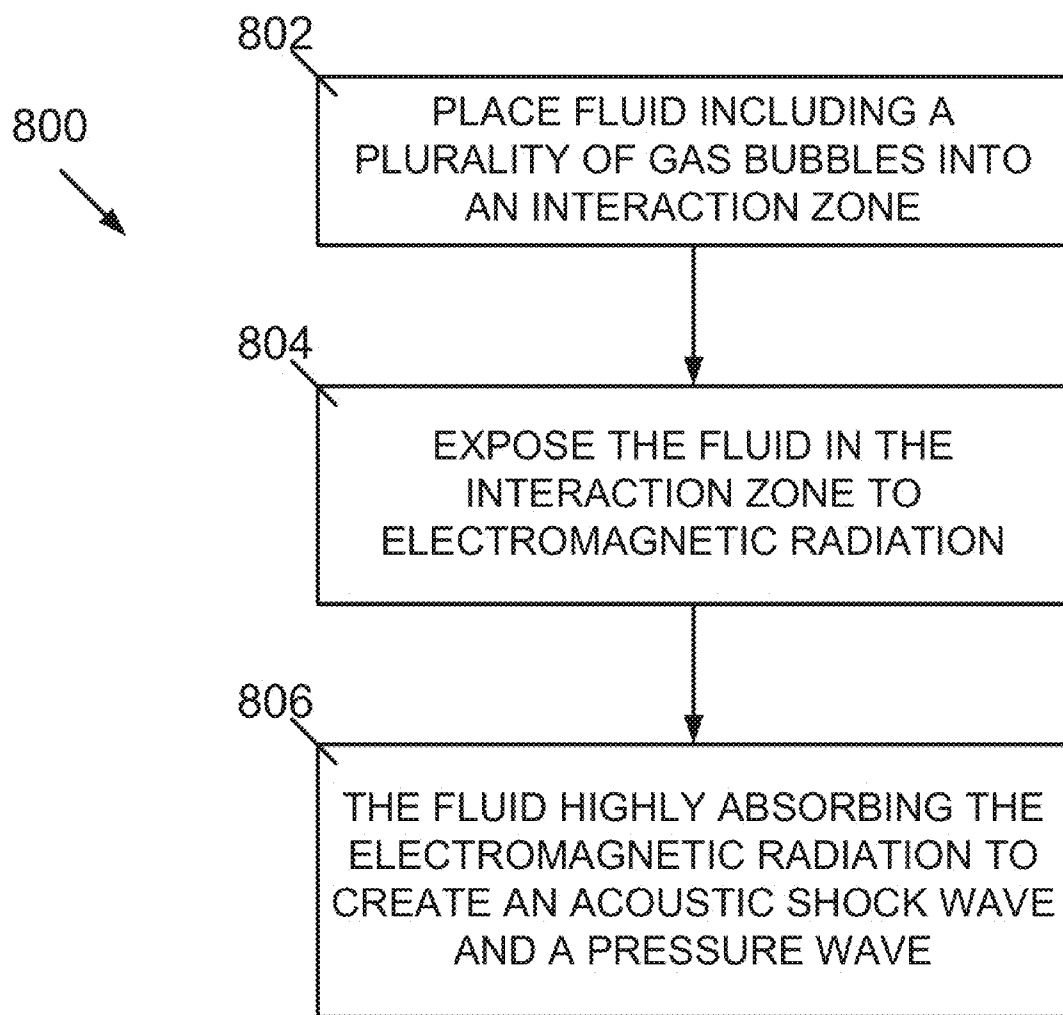 802
800
PLACE FLUID INCLUDING A
PLURALITY OF GAS BUBBLES INTO
AN INTERACTION ZONE
804
EXPOSE THE FLUID IN THE
INTERACTION ZONE TO
ELECTROMAGNETIC RADIATION
806
THE FLUID HIGHLY ABSORBING THE
ELECTROMAGNETIC RADIATION TO
CREATE AN ACOUSTIC SHOCK WAVE
AND A PRESSURE WAVE